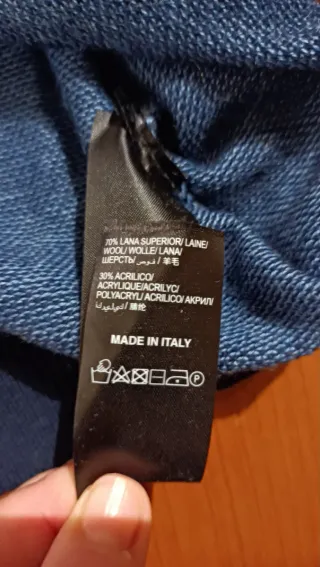 70% LANA SUPERIOR/ LAINE/
WOOL/ WOLLE/ LANA/
ШЕРСТЬ/ صوف / 羊毛
30% ACRILICO/
ACRYLIQUE/ACRILYC/
POLYACRYL/ ACRILICO/ АКРИЛ/
/ 腈纶
MADE IN ITALY
P